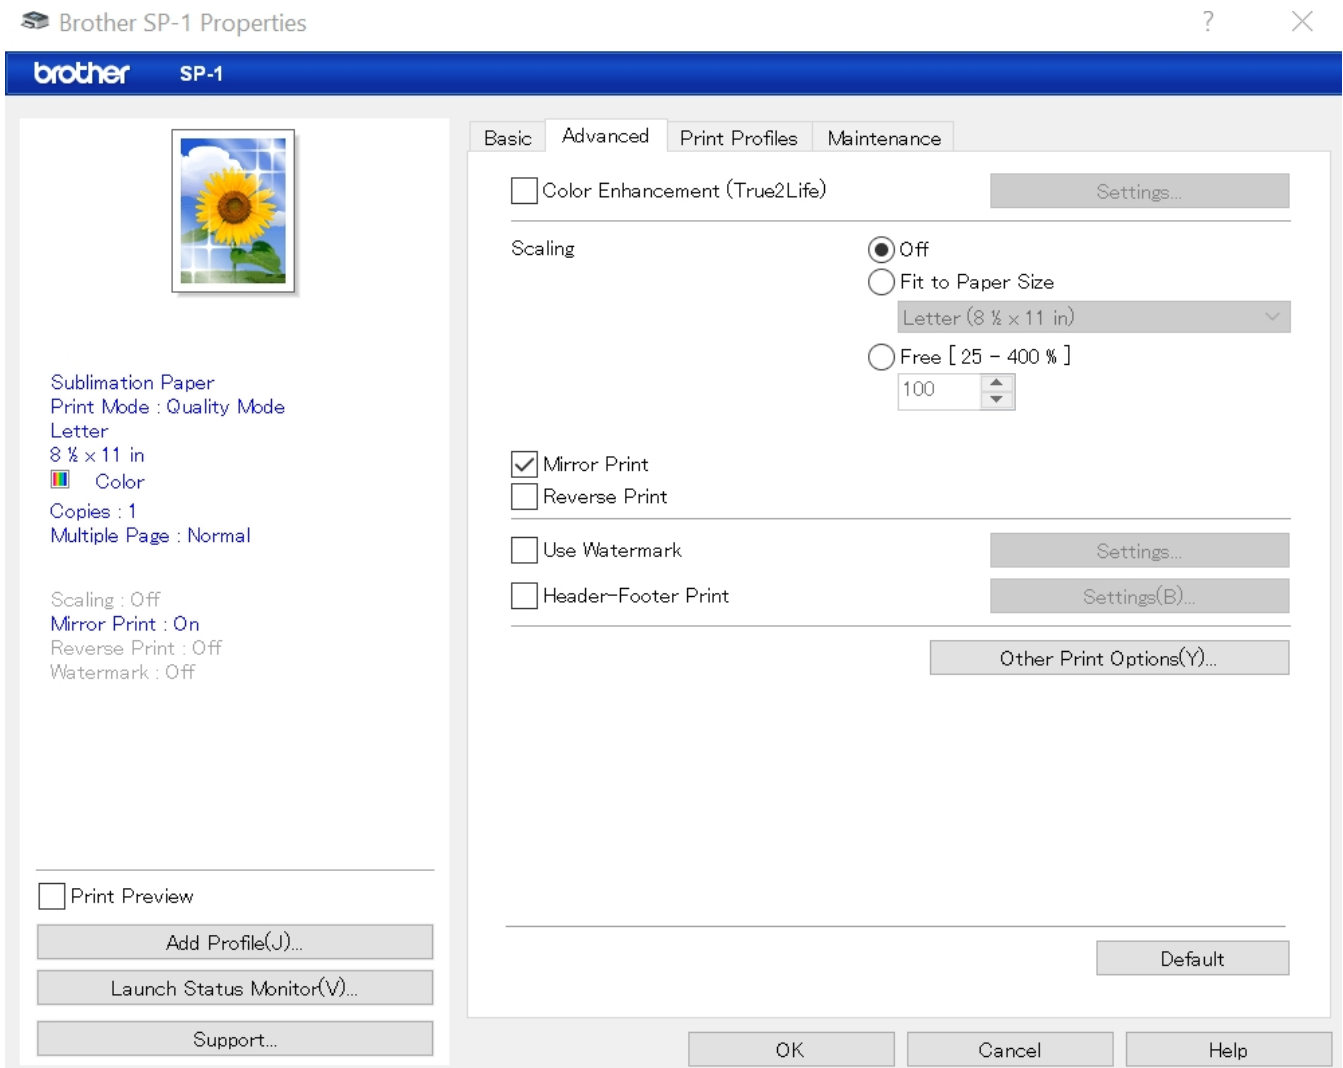 Brother SP-1 Properties
brother SP-1
Basic Advanced Print Profiles Maintenance
Color Enhancement (True2Life) Settings...
Scaling Off
Fit to Paper Size
Letter (8 ½ x 11 in)
Free [ 25 - 400 % ]
100
Mirror Print
Reverse Print
Use Watermark Settings...
Header-Footer Print Settings(B)...
Other Print Options(Y)...
Default
Sublimation Paper
Print Mode : Quality Mode
Letter
8 ½ x 11 in
Color
Copies : 1
Multiple Page : Normal
Scaling : Off
Mirror Print : On
Reverse Print : Off
Watermark : Off
Print Preview
Add Profile(J)...
Launch Status Monitor(V)...
Support...
OK Cancel Help